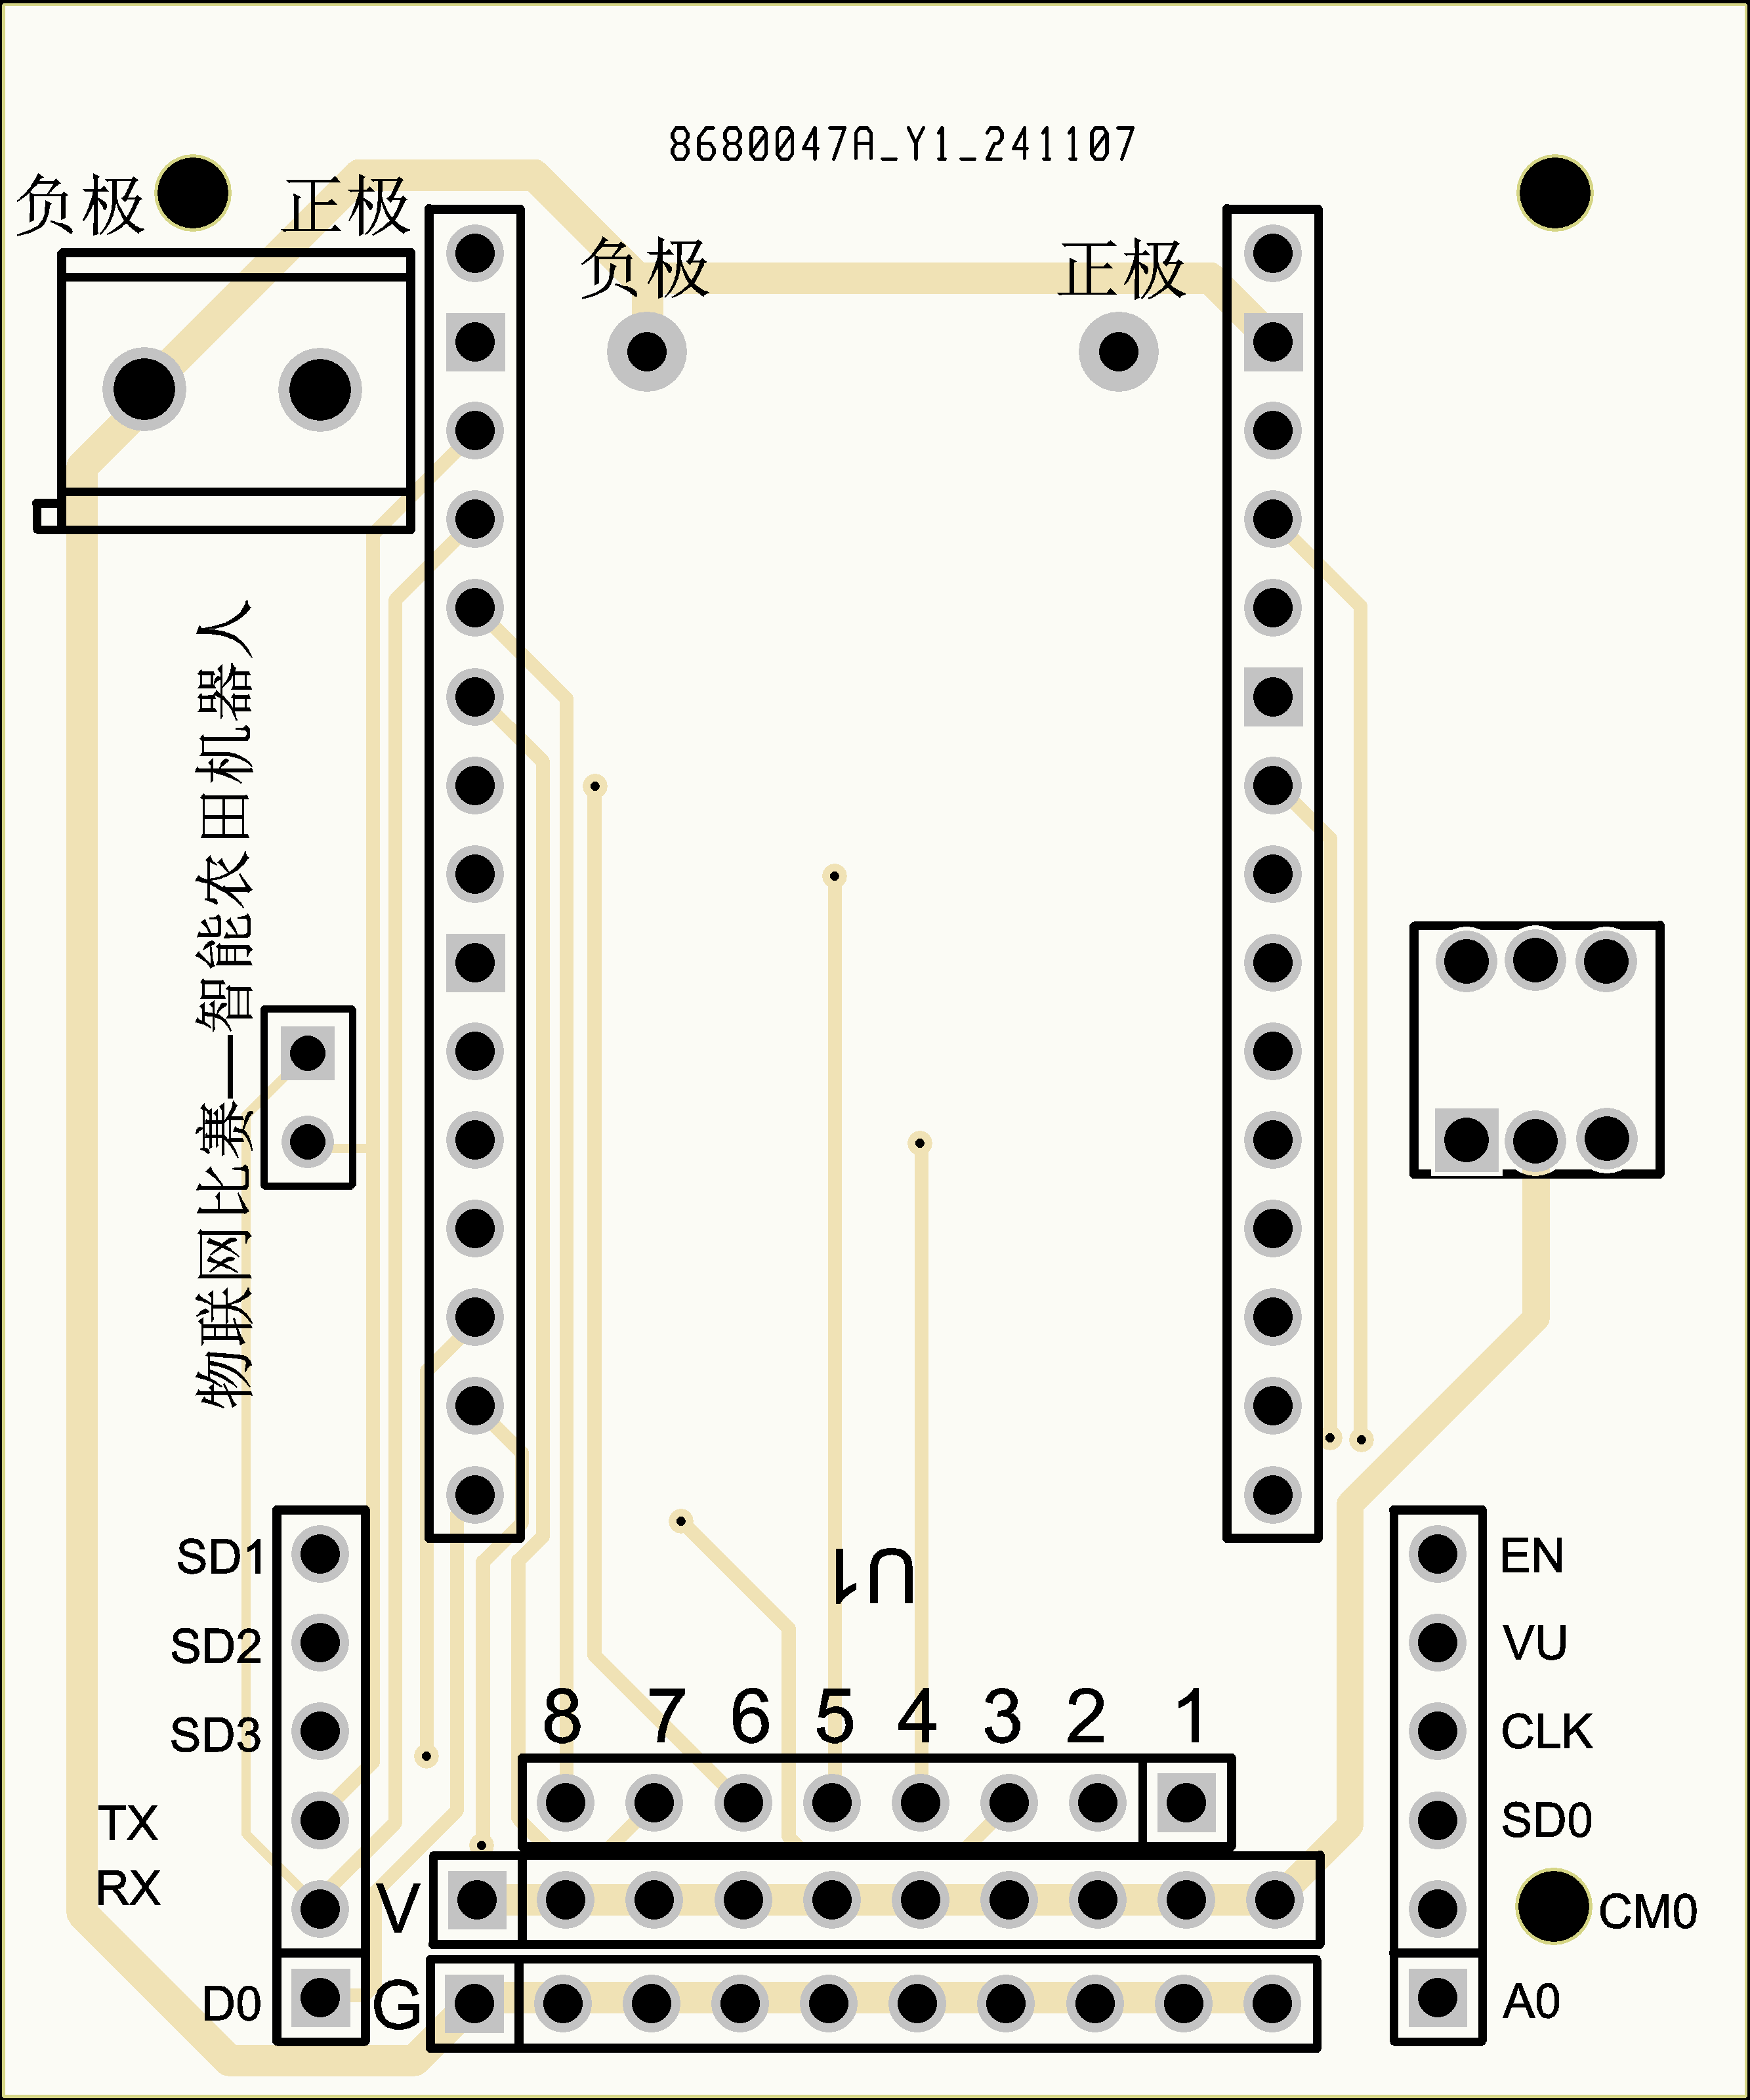 8680047A_Y1_241107
负极 正极
负极 正极
物联网比赛—智能农田机器人
U1
SD1
SD2
SD3
TX
RX
D0
EN
VU
CLK
SD0
CM0
A0
8 7 6 5 4 3 2 1
V
G